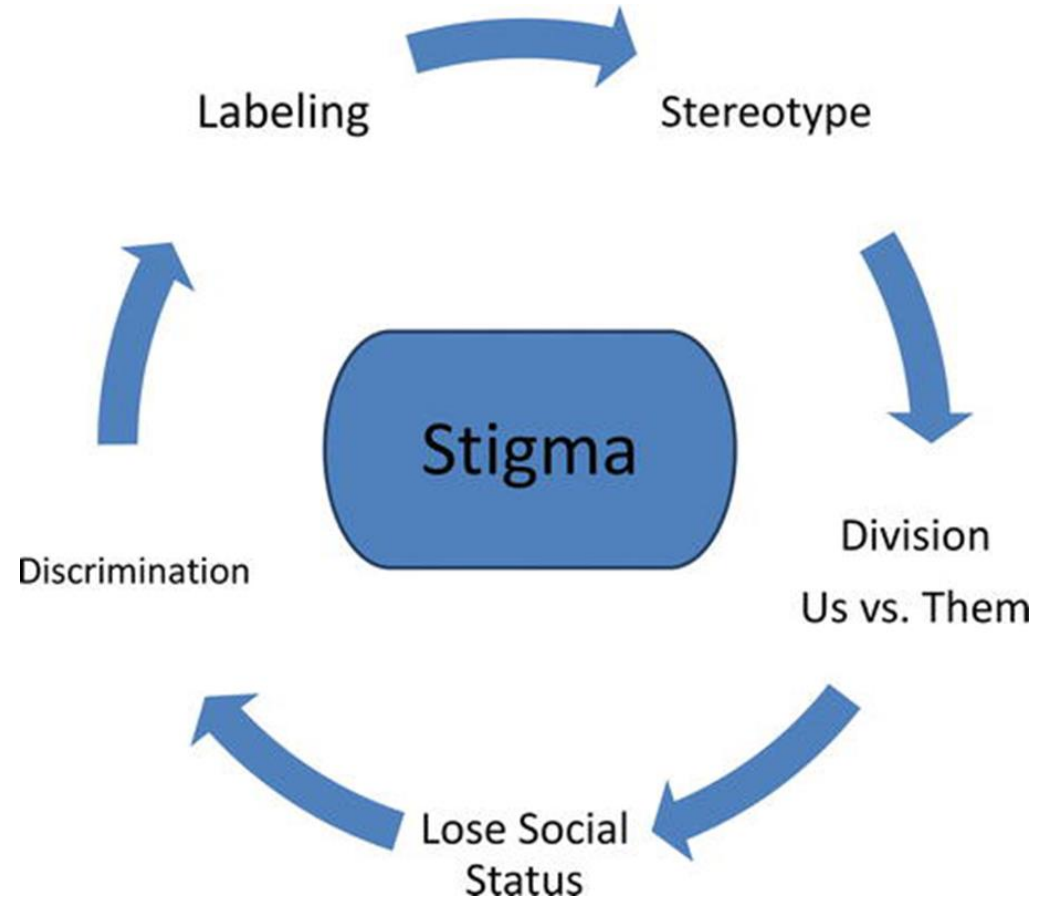 Labeling
Stereotype
Stigma
Division
Us vs. Them
Discrimination
Lose Social
Status